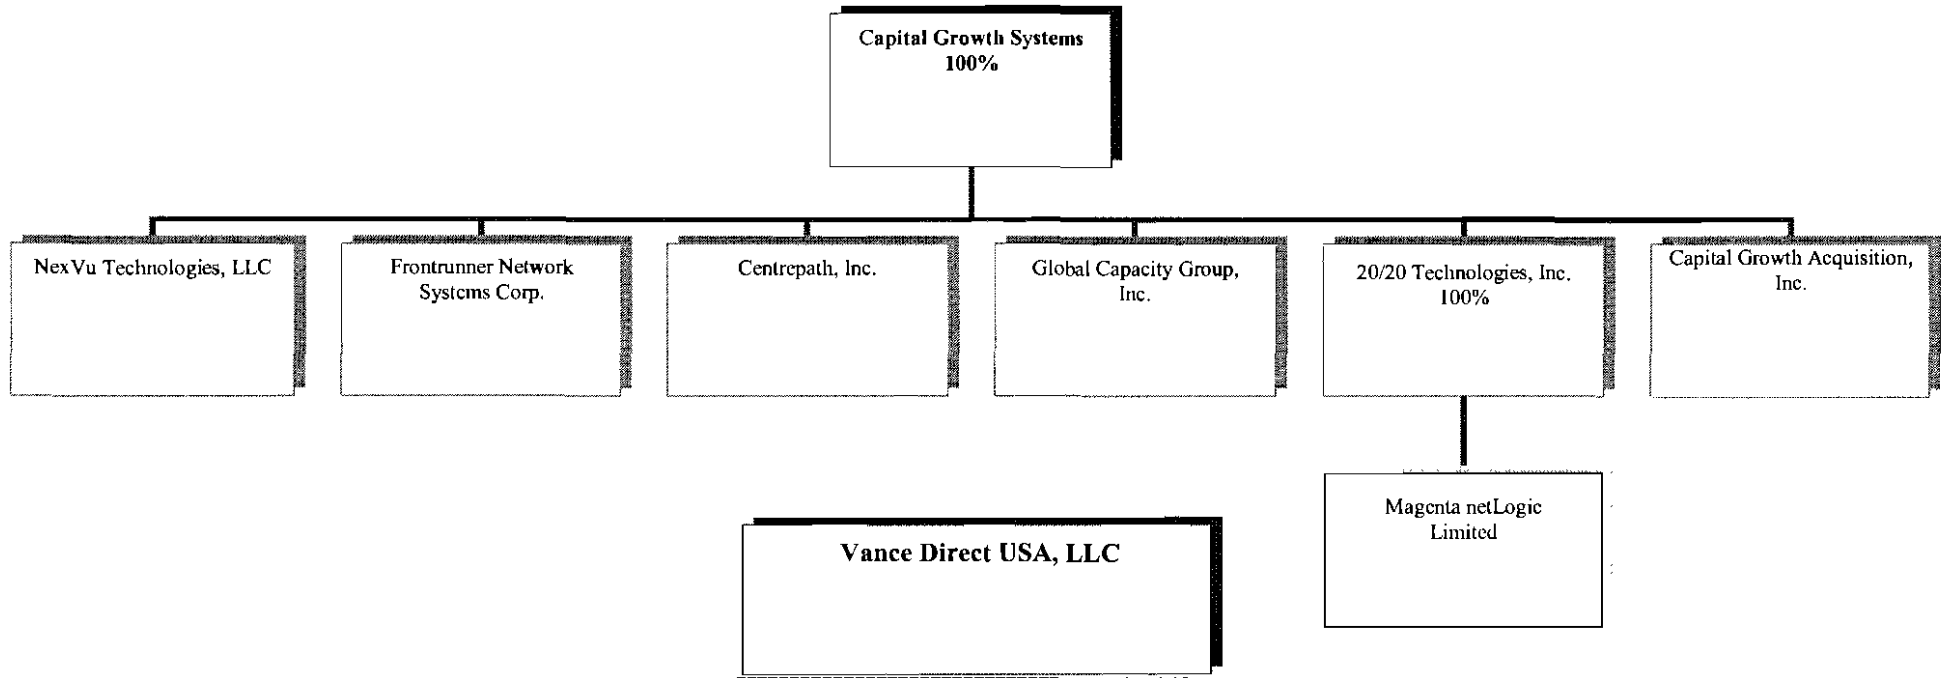 Capital Growth Systems
100%
NexVu Technologies, LLC
Frontrunner Network
Systems Corp.
Centrepath, Inc.
Global Capacity Group,
Inc.
20/20 Technologies, Inc.
100%
Capital Growth Acquisition,
Inc.
Magenta netLogic
Limited
Vance Direct USA, LLC